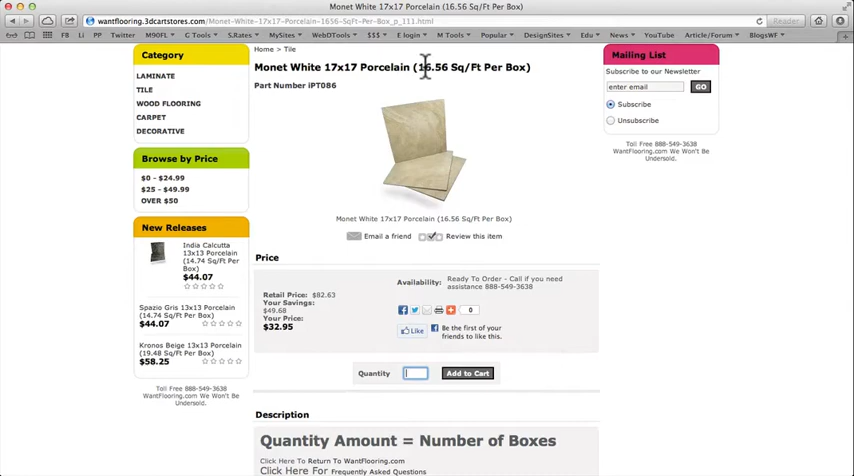 Monet White 17x17 Porcelain (16.56 Sq/Ft Per Box)
wantflooring.3dcartstores.com/Monet-White-17x17-Porcelain-1656-SqFt-Per-Box_p_111.html
Reader
FB Li PP Twitter MORE99.9 G Tools S.Rates MySites WebDTools $$$ E login M Tools Popular DesignSites News YouTube Article/Forum BlogsWF
Category
LAMINATE
TILE
WOOD FLOORING
CARPET
DECORATIVE
Browse by Price
$0 - $24.99
$25 - $49.99
OVER $50
New Releases
India Calcutta
13x13 Porcelain
(14.74 Sq/Ft Per
Box)
$44.07
Spazio Gris 13x13 Porcelain
(14.74 Sq/Ft Per Box)
$44.07
Kronos Beige 13x13 Porcelain
(19.48 Sq/Ft Per Box)
$58.25
Toll Free 888-549-3638
WantFlooring.com We Won't Be
Undersold.
Home > Tile
Monet White 17x17 Porcelain (16.56 Sq/Ft Per Box)
Part Number iPT086
Monet White 17x17 Porcelain (16.56 Sq/Ft Per Box)
Email a friend Review this item
Price
Retail Price: $82.63
Your Savings:
$49.68
Your Price:
$32.95
Availability: Ready To Order - Call if you need
assistance 888-549-3638
0
Like Be the first of your
friends to like this.
Quantity Add to Cart
Description
Quantity Amount = Number of Boxes
Click Here To Return To WantFlooring.com
Click Here For Frequently Asked Questions
Mailing List
Subscribe to our Newsletter
enter email GO
Subscribe
Unsubscribe
Toll Free 888-549-3638
WantFlooring.com We Won't Be
Undersold.